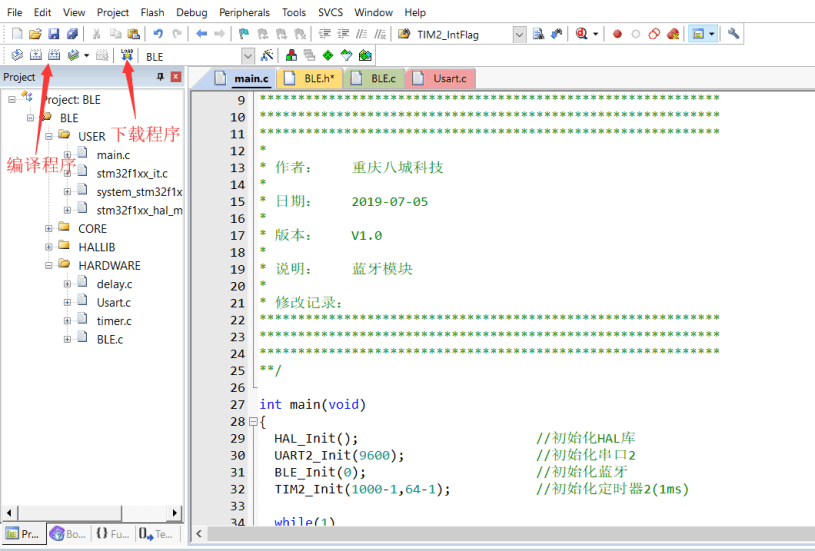 File Edit View Project Flash Debug Peripherals Tools SVCS Window Help
TIM2_IntFlag
LOAD BLE
Project
main.c BLE.h* BLE.c Usart.c
Project: BLE
BLE
USER 下载程序
编译程序
main.c
stm32f1xx_it.c
system_stm32f1x
stm32f1xx_hal_m
CORE
HALLIB
HARDWARE
delay.c
Usart.c
timer.c
BLE.c
9 ************************************************************
10 ************************************************************
11 ************************************************************
12 *
13 * 作者： 重庆八城科技
14 *
15 * 日期： 2019-07-05
16 *
17 * 版本： V1.0
18 *
19 * 说明： 蓝牙模块
20 *
21 * 修改记录：
22 ************************************************************
23 ************************************************************
24 ************************************************************
25 **/
26
27 int main(void)
28 {
29 HAL_Init(); //初始化HAL库
30 UART2_Init(9600); //初始化串口2
31 BLE_Init(0); //初始化蓝牙
32 TIM2_Init(1000-1,64-1); //初始化定时器2(1ms)
33
34 while(1)
Pr... Bo... {} Fu... 0 Te...